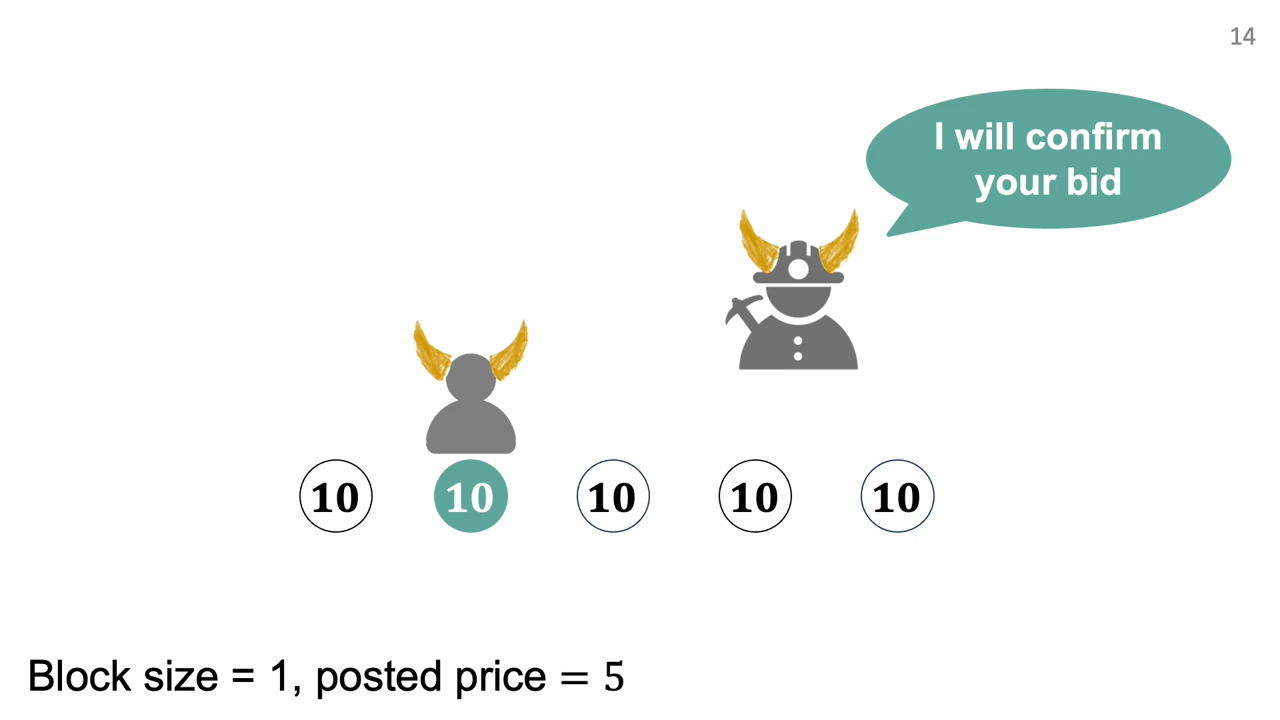 14
I will confirm
your bid
10 10 10 10 10
Block size = 1, posted price = 5